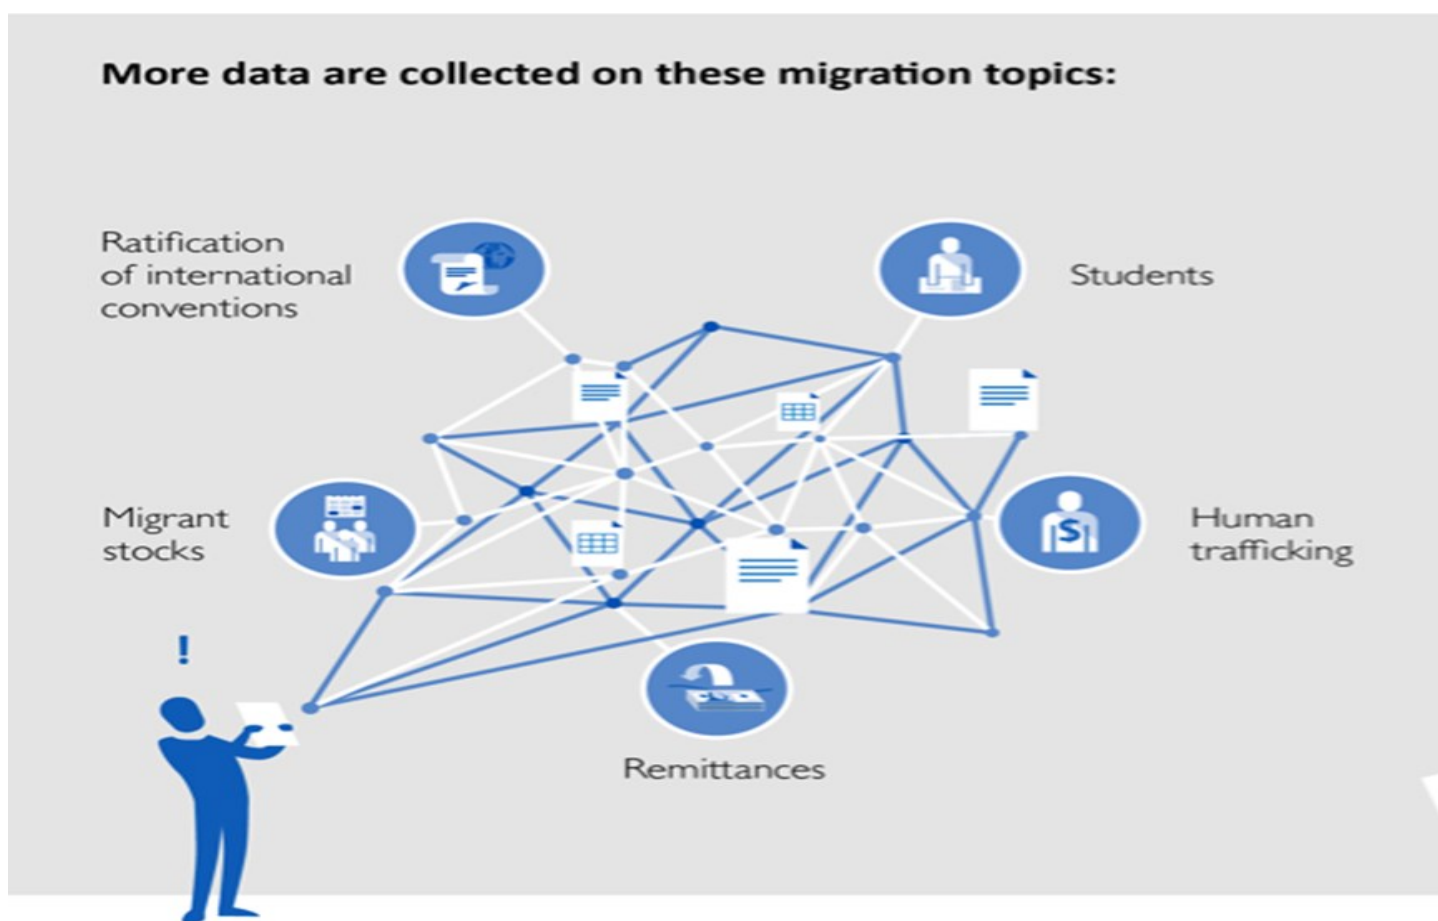 More data are collected on these migration topics:
Ratification
of international
conventions
Students
Migrant
stocks
Human
trafficking
Remittances
!
S